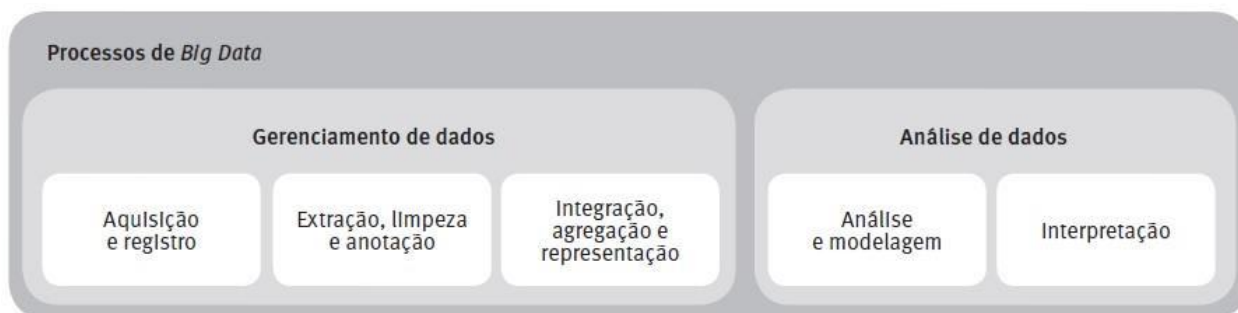 Processos de Big Data
Gerenciamento de dados
Análise de dados
Aquisição
e registro
Extração, limpeza
e anotação
Integração,
agregação e
representação
Análise
e modelagem
Interpretação